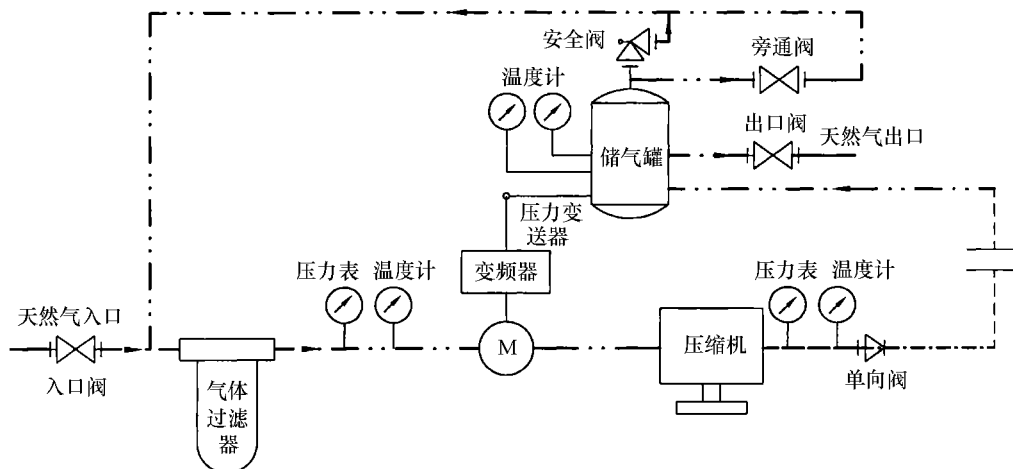 安全阀
旁通阀
温度计
出口阀
天然气出口
储气罐
压力变
送器
变频器
压力表
温度计
压力表
温度计
天然气入口
M
压缩机
入口阀
单向阀
气体
过滤
器